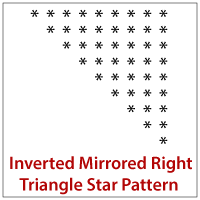 * * * * * * * * *
  * * * * * * * *
    * * * * * * *
      * * * * * *
        * * * * *
          * * * *
            * * *
              * *
                *
Inverted Mirrored Right
Triangle Star Pattern